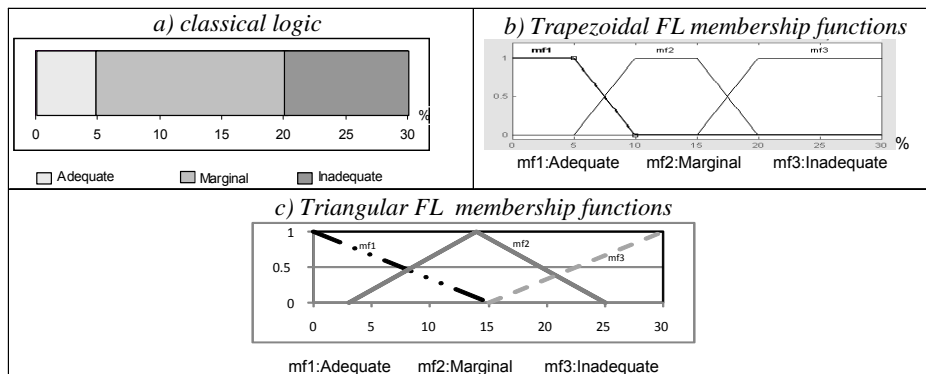 a) classical logic
%
0 5 10 15 20 25 30
Adequate Marginal Inadequate
b) Trapezoidal FL membership functions
mf1 mf2 mf3
1
0.5
0
0 5 10 15 20 25 30 %
mf1:Adequate mf2:Marginal mf3:Inadequate
c) Triangular FL membership functions
1
mf1 mf2
mf3
0.5
0
0 5 10 15 20 25 30
mf1:Adequate mf2:Marginal mf3:Inadequate